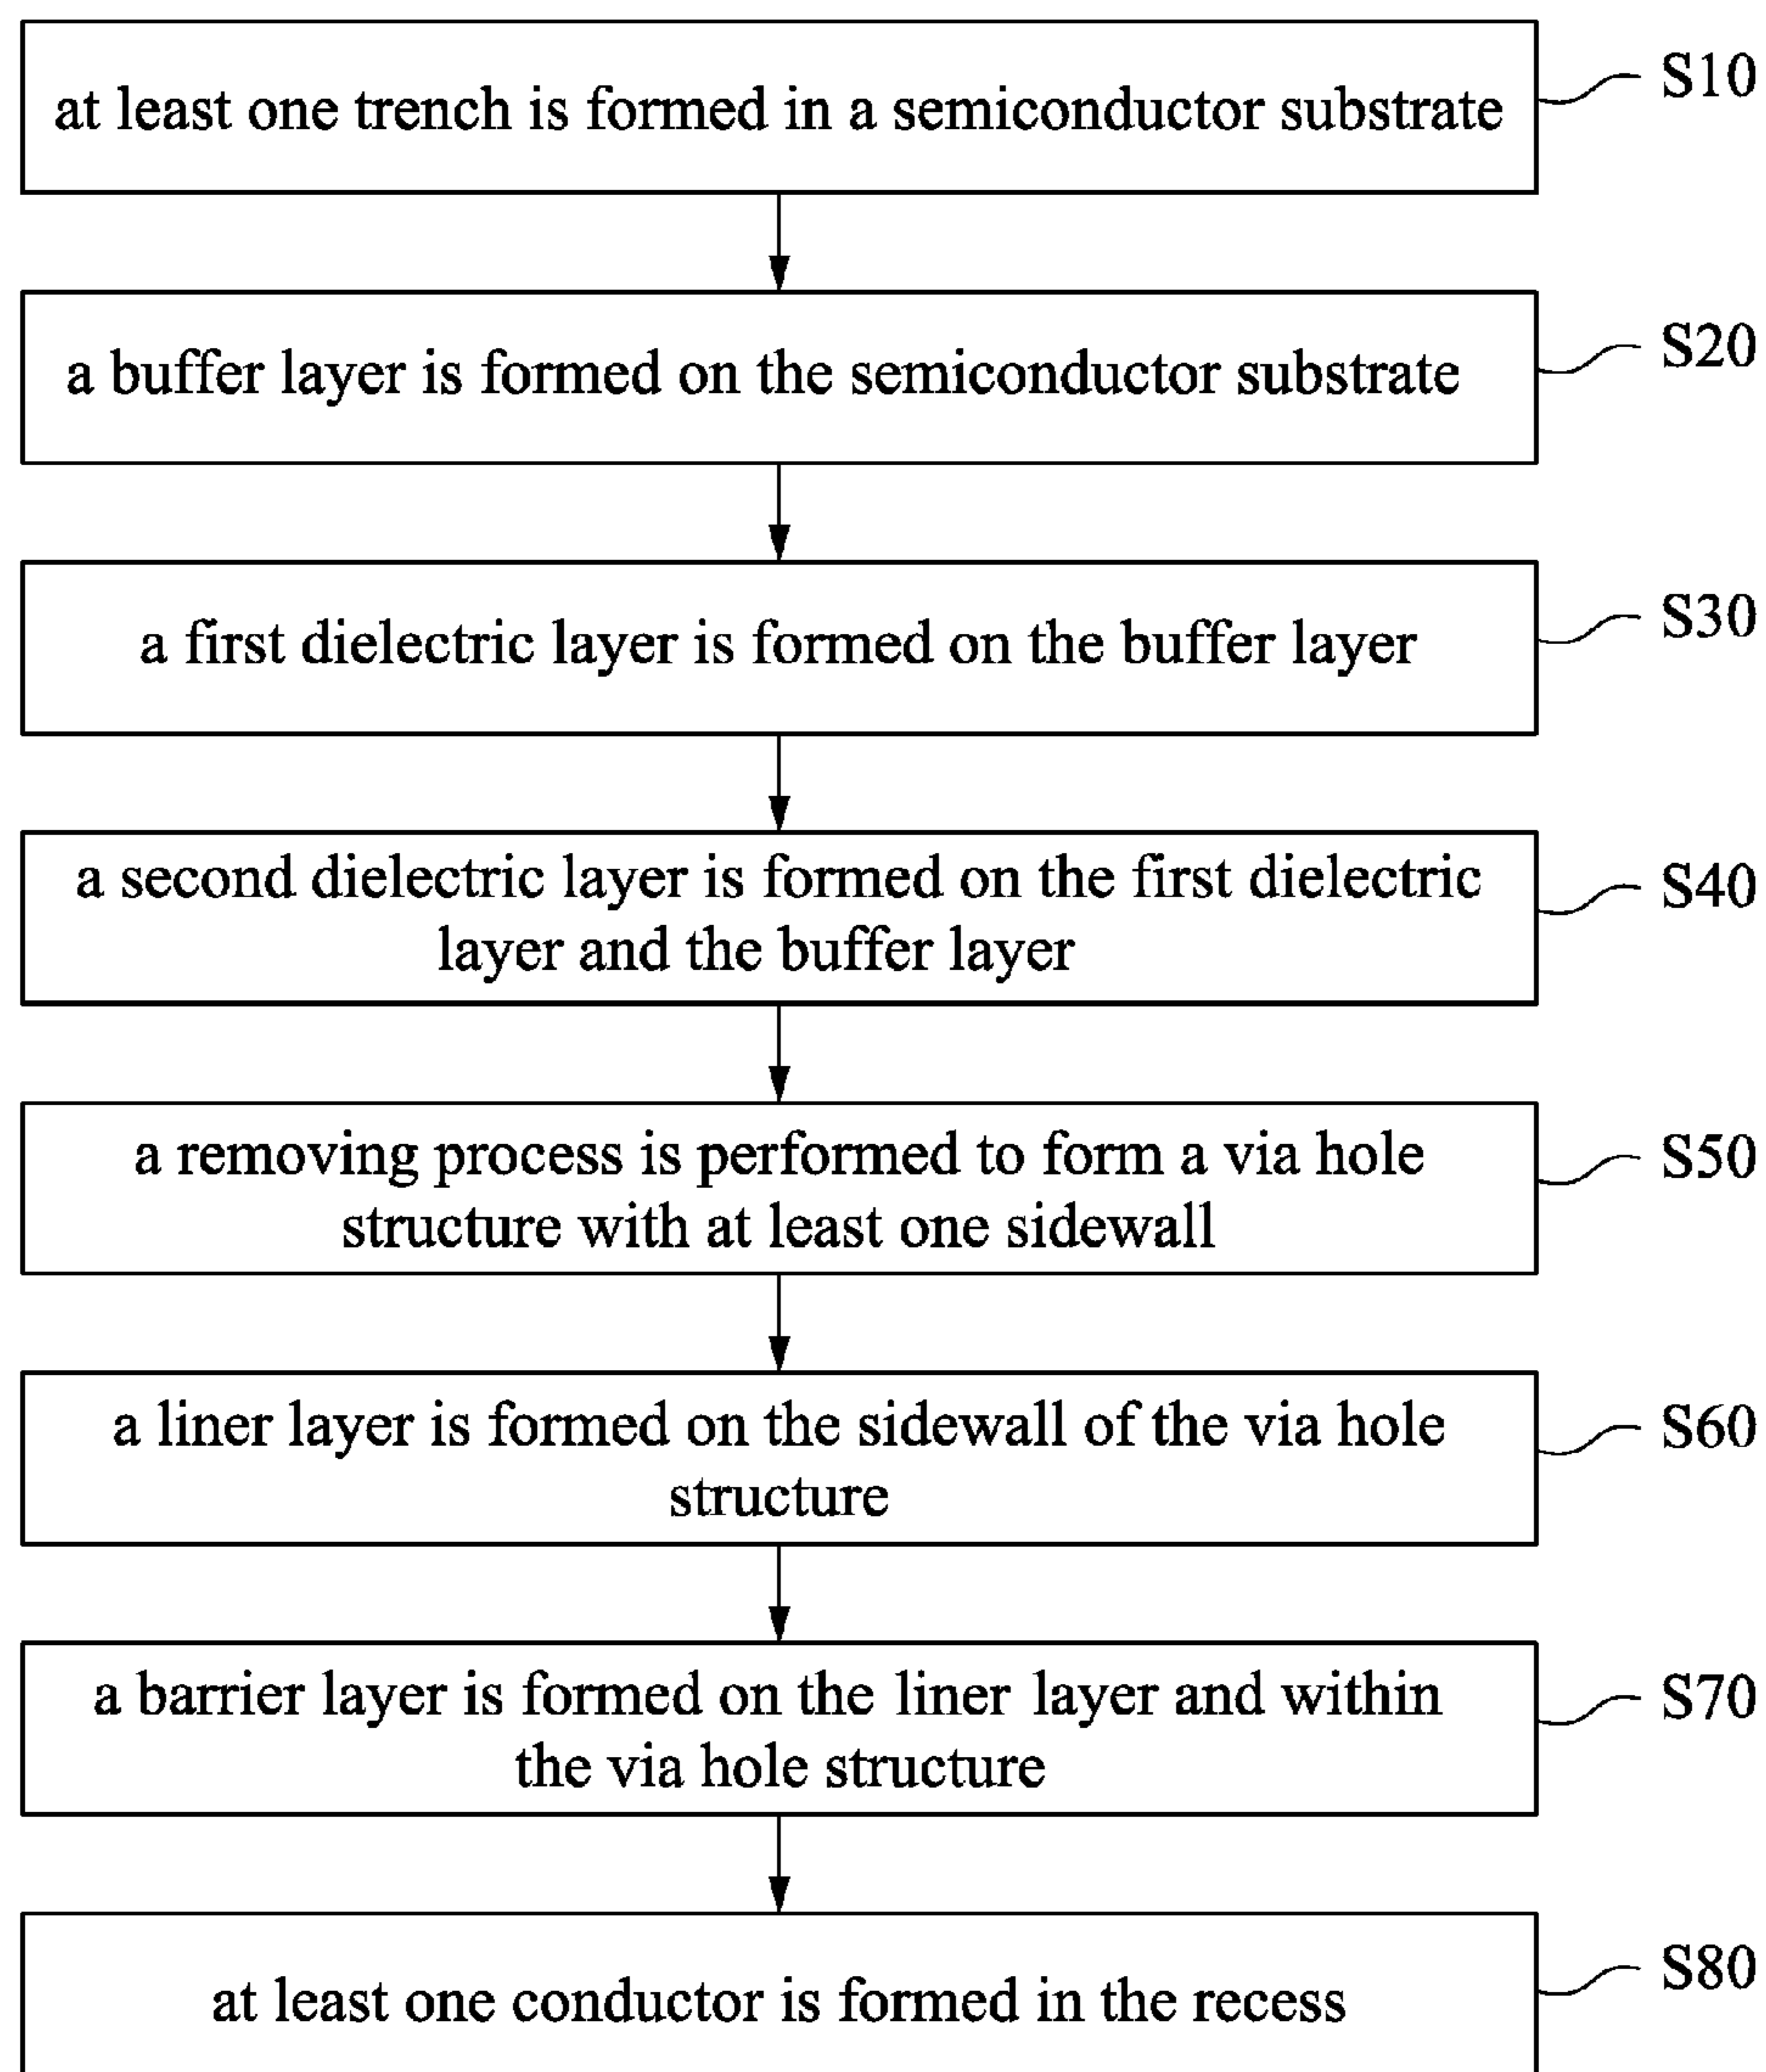 at least one trench is formed in a semiconductor substrate
S10
a buffer layer is formed on the semiconductor substrate
S20
a first dielectric layer is formed on the buffer layer
S30
a second dielectric layer is formed on the first dielectric
layer and the buffer layer
S40
a removing process is performed to form a via hole
structure with at least one sidewall
S50
a liner layer is formed on the sidewall of the via hole
structure
S60
a barrier layer is formed on the liner layer and within
the via hole structure
S70
at least one conductor is formed in the recess
S80